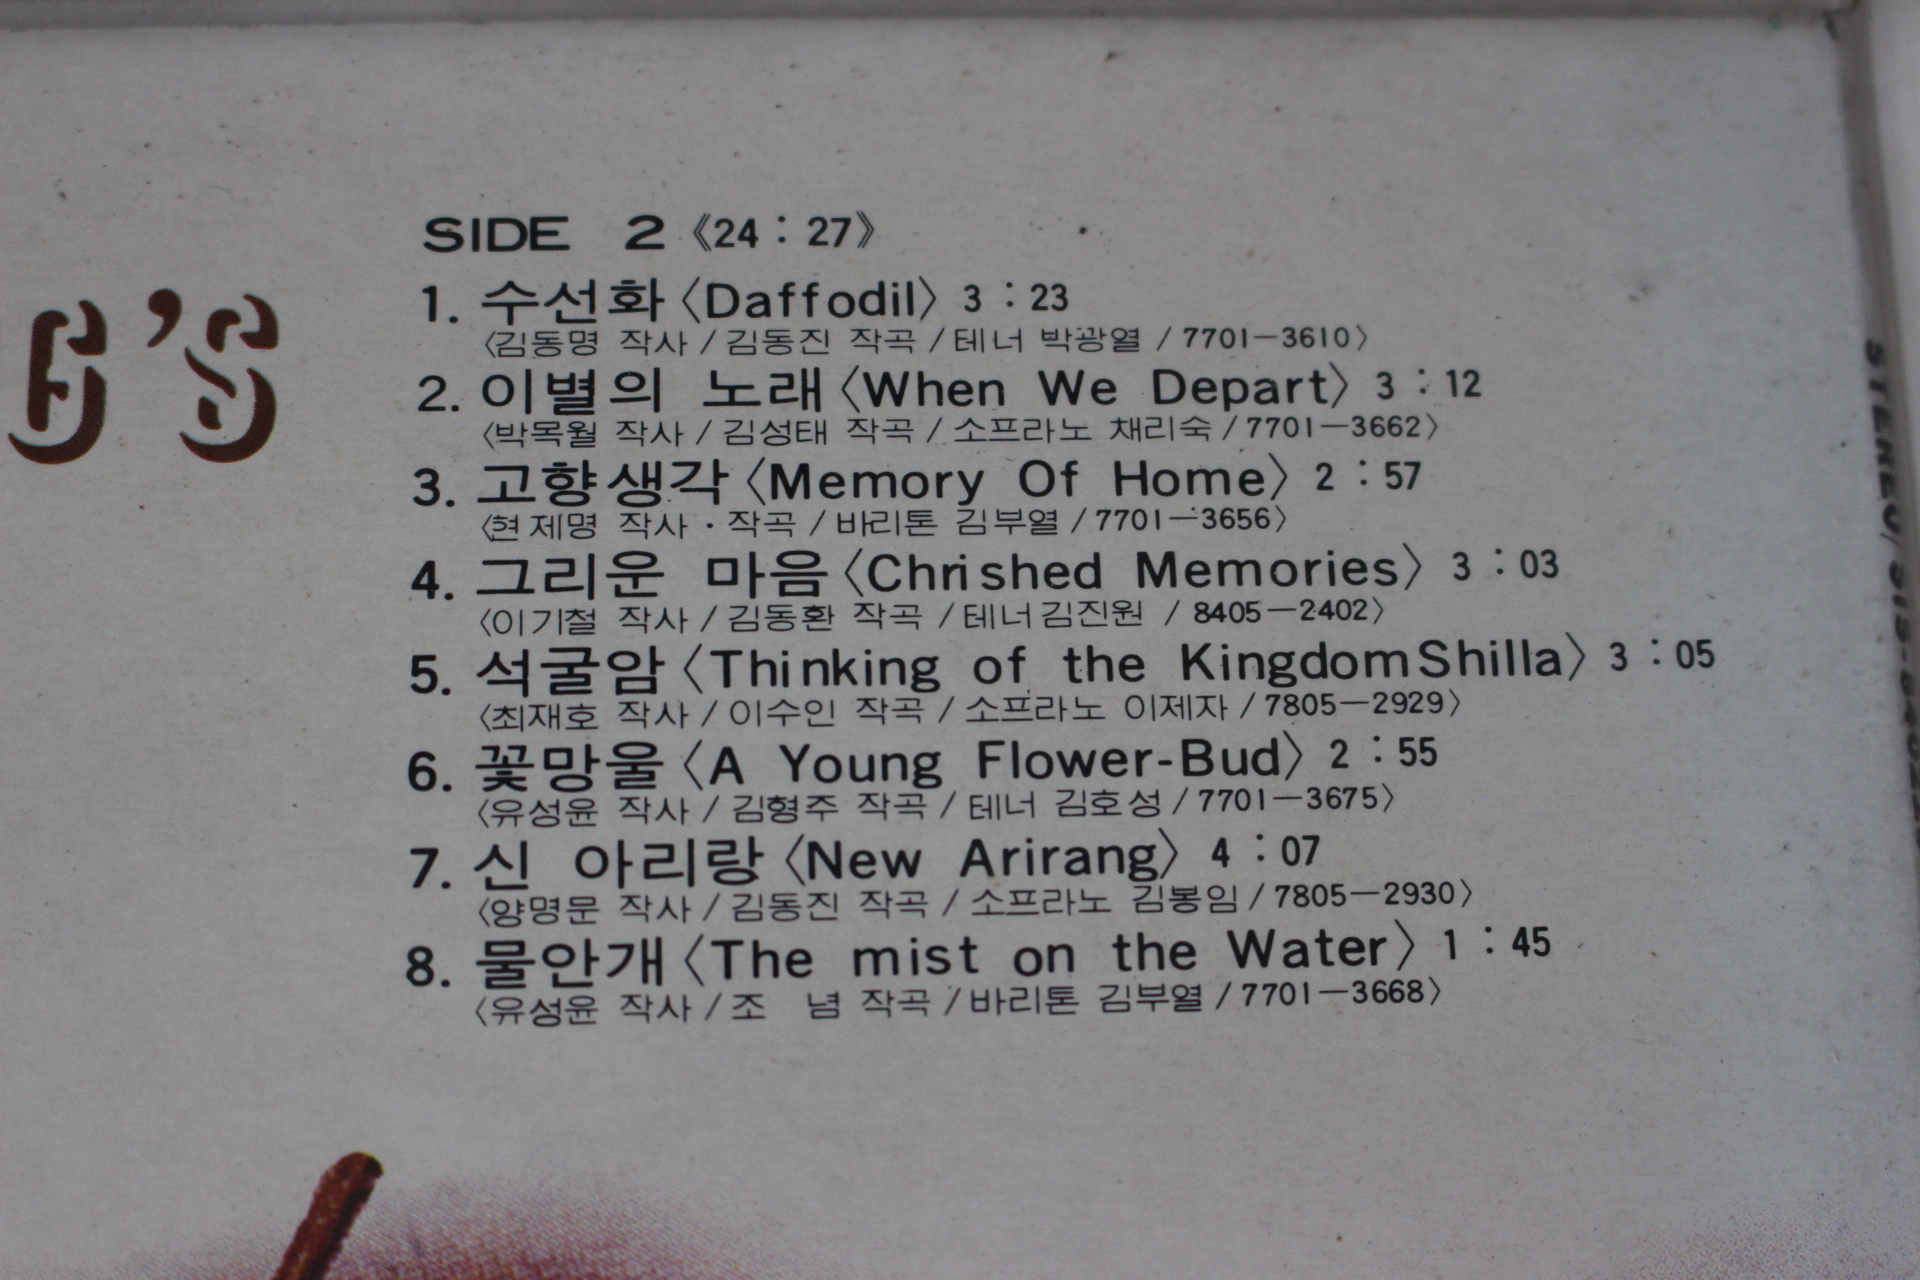 E'S
SIDE 2 《24 : 27》
1. 수선화〈Daffodil〉3 : 23
〈김동명 작사 / 김동진 작곡 / 테너 박광열 / 7701-3610〉
2. 이별의 노래〈When We Depart〉3 : 12
〈박목월 작사 / 김성태 작곡 / 소프라노 채리숙 / 7701-3662〉
3. 고향생각〈Memory Of Home〉2 : 57
〈현제명 작사 · 작곡 / 바리톤 김부열 / 7701-3656〉
4. 그리운 마음〈Chrished Memories〉3 : 03
〈이기철 작사 / 김동환 작곡 / 테너 김진원 / 8405-2402〉
5. 석굴암〈Thinking of the Kingdom Shilla〉3 : 05
〈최재호 작사 / 이수인 작곡 / 소프라노 이제자 / 7805-2929〉
6. 꽃망울〈A Young Flower-Bud〉2 : 55
〈유성윤 작사 / 김형주 작곡 / 테너 김호성 / 7701-3675〉
7. 신 아리랑〈New Arirang〉4 : 07
〈양명문 작사 / 김동진 작곡 / 소프라노 김봉임 / 7805-2930〉
8. 물안개〈The mist on the Water〉1 : 45
〈유성윤 작사 / 조 념 작곡 / 바리톤 김부열 / 7701-3668〉
STEREO/